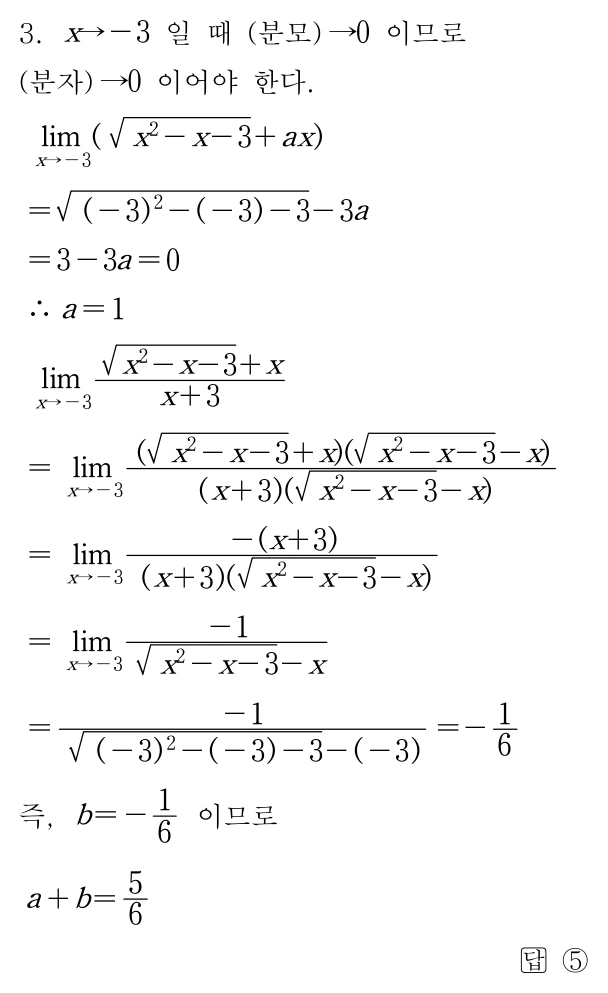 3. x→-3 일 때 (분모)→0 이므로
(분자)→0 이어야 한다.
lim_{x→-3}(√(x²-x-3)+ax)
=√((-3)²-(-3)-3)-3a
=3-3a=0
∴ a=1
lim_{x→-3} (√(x²-x-3)+x)/(x+3)
= lim_{x→-3} ((√(x²-x-3)+x)(√(x²-x-3)-x))/((x+3)(√(x²-x-3)-x))
= lim_{x→-3} (-(x+3))/((x+3)(√(x²-x-3)-x))
= lim_{x→-3} (-1)/(√(x²-x-3)-x)
= (-1)/(√((-3)²-(-3)-3)-(-3)) = -1/6
즉, b=-1/6 이므로
a+b=5/6
답 ⑤